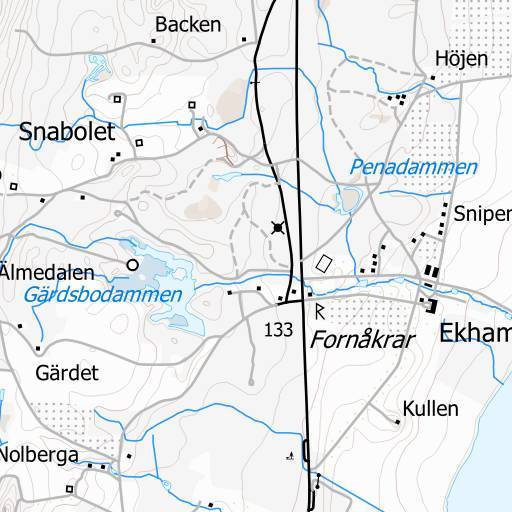 Backen
Höjen
Snabolet
Penadammen
Sniper
Älmedalen
Gärdsbodammen
133
Fornåkrar
Ekham
Gärdet
Kullen
Nolberga